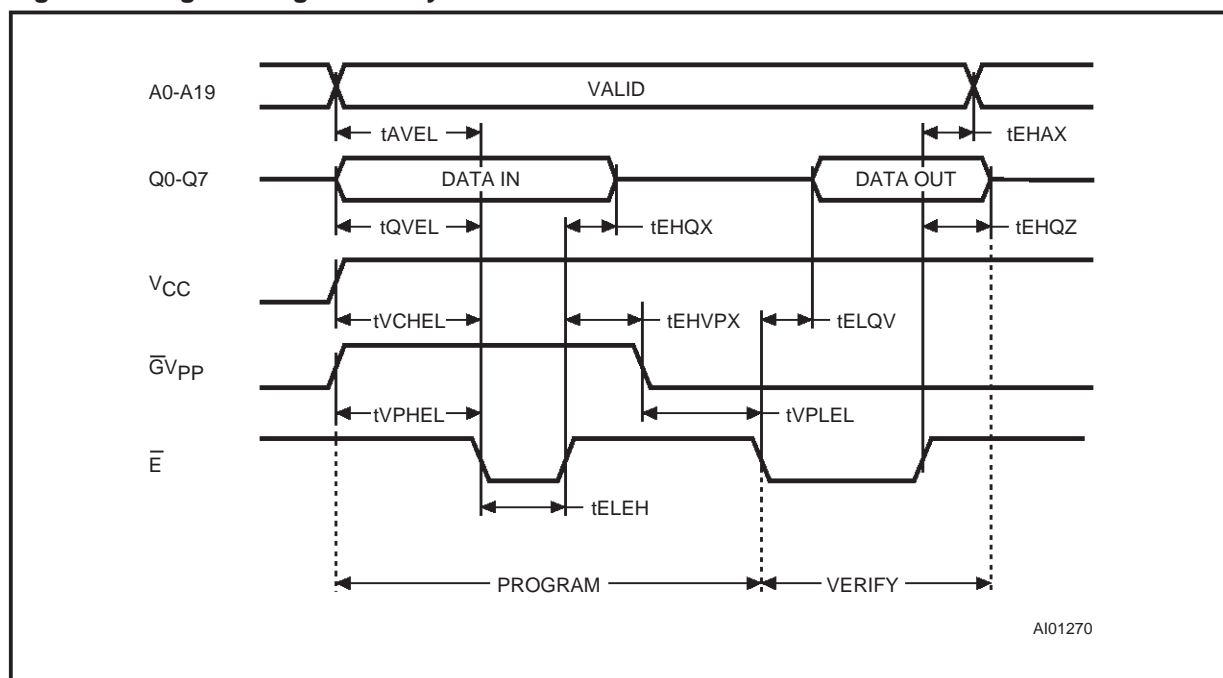 A0-A19
VALID
tAVEL
tEHAX
Q0-Q7
DATA IN
DATA OUT
tQVEL
tEHQX
tEHQZ
VCC
tVCHEL
tEHVPX
tELQV
G̅VPP
tVPHEL
tVPLEL
E̅
tELEH
PROGRAM
VERIFY
AI01270